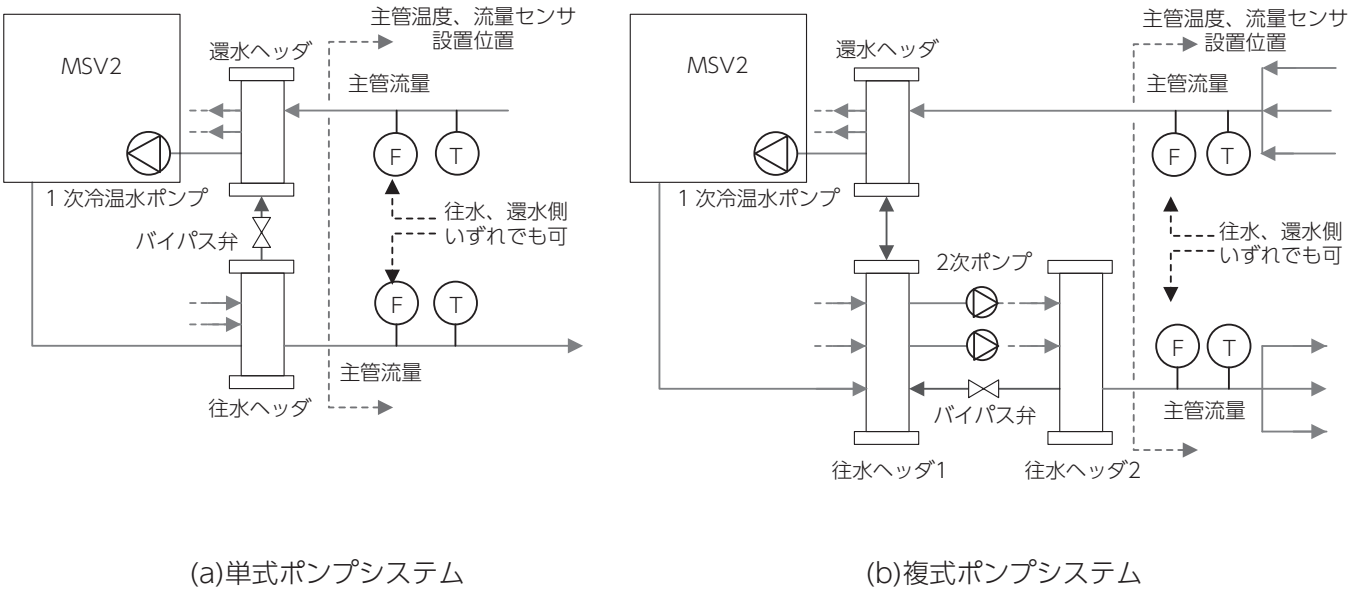 主管温度、流量センサ
設置位置
還水ヘッダ
MSV2
主管流量
F
T
1 次冷温水ポンプ
往水、還水側
いずれでも可
バイパス弁
F
T
主管流量
往水ヘッダ
(a)単式ポンプシステム
主管温度、流量センサ
設置位置
還水ヘッダ
MSV2
主管流量
F
T
1 次冷温水ポンプ
往水、還水側
いずれでも可
2次ポンプ
F
T
バイパス弁
主管流量
往水ヘッダ1
往水ヘッダ2
(b)複式ポンプシステム